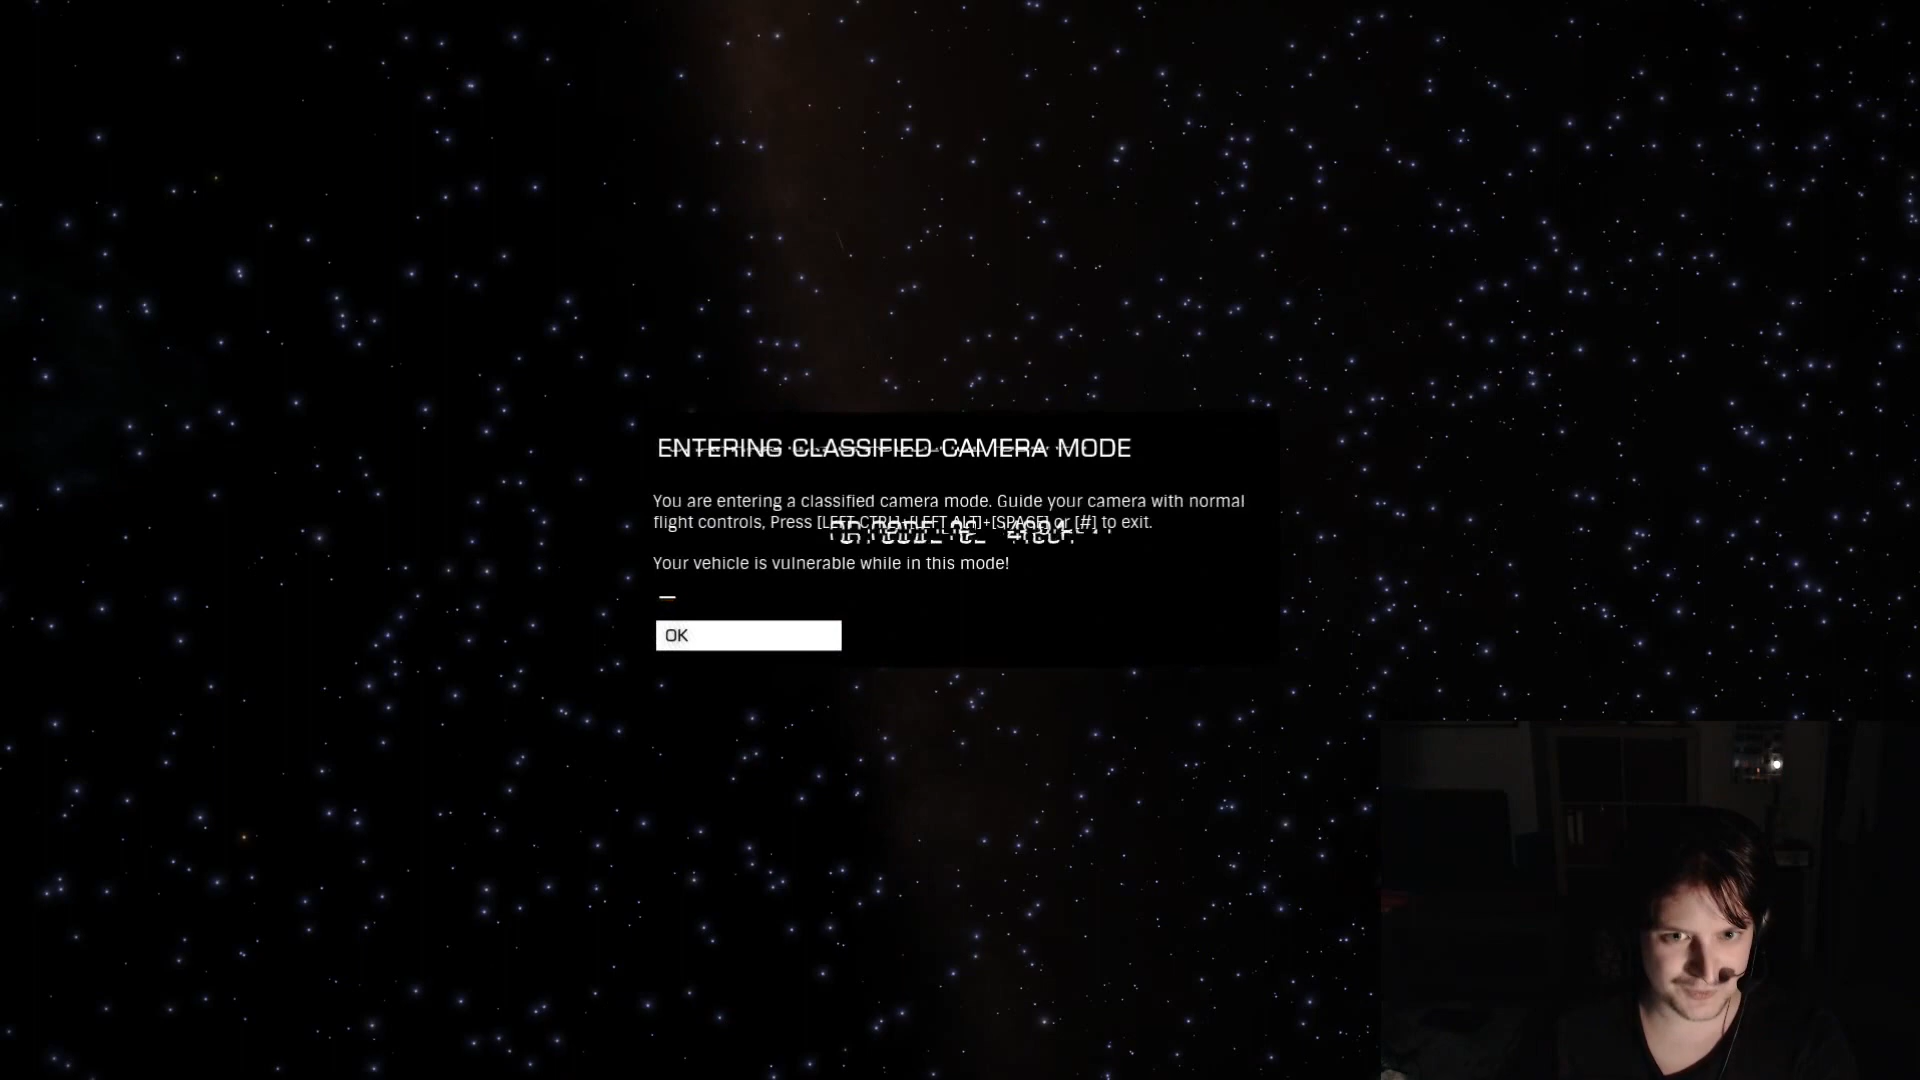 ENTERING CLASSIFIED CAMERA MODE
You are entering a classified camera mode. Guide your camera with normal
flight controls, Press [LEFT CTRL]+[LEFT ALT]+[SPACE] or [#] to exit.
Your vehicle is vulnerable while in this mode!
OK